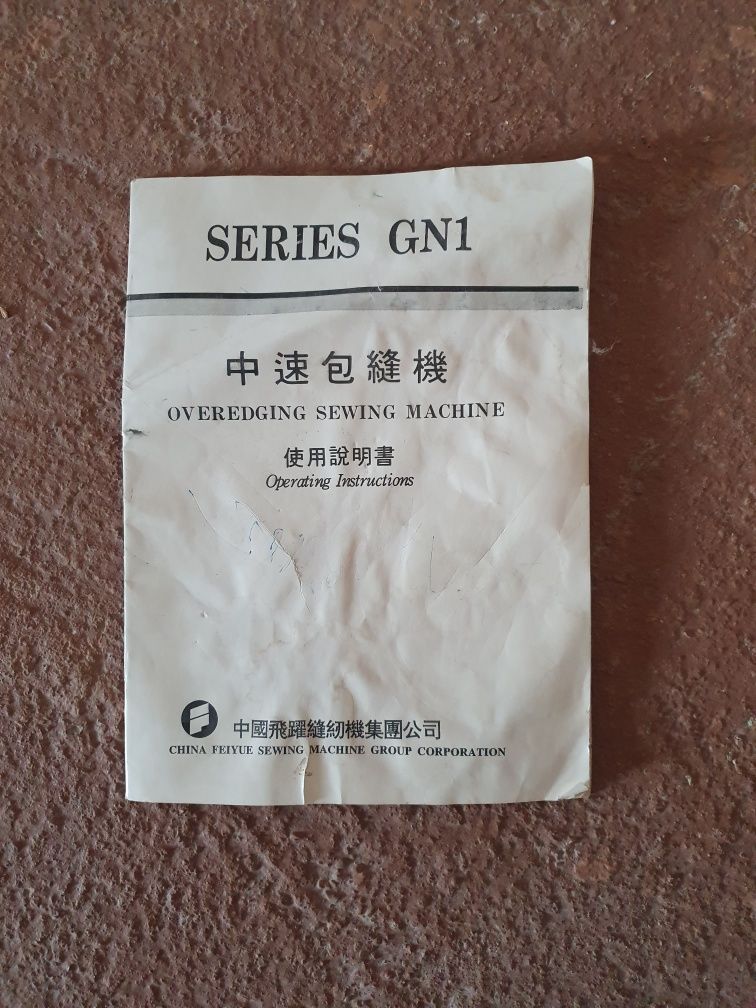 SERIES GN1
中速包縫機
OVEREDGING SEWING MACHINE
使用說明書
Operating Instructions
中國飛躍縫紉機集團公司
CHINA FEIYUE SEWING MACHINE GROUP CORPORATION